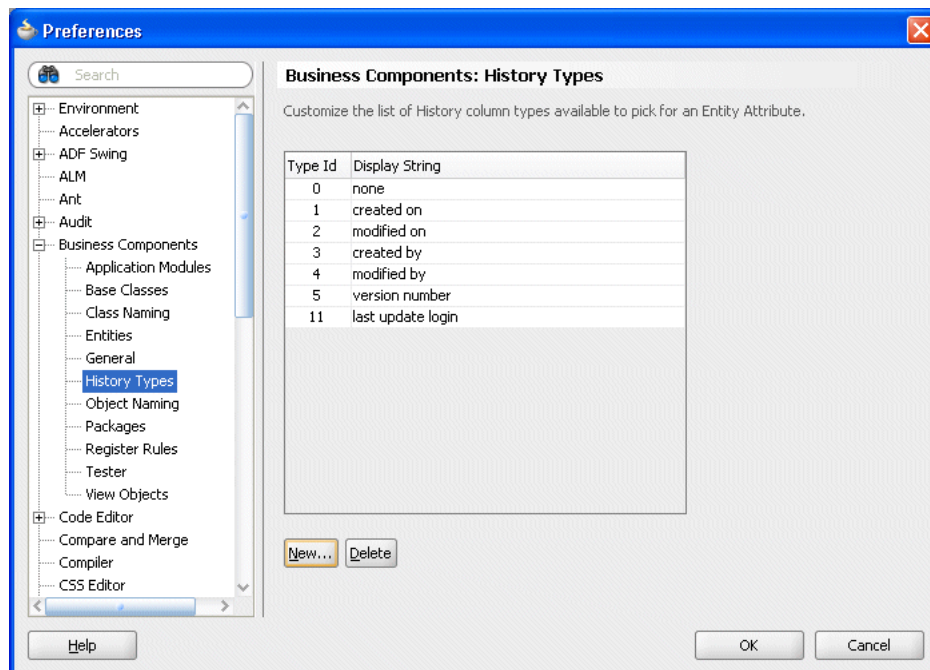 Preferences
Search
Environment
Accelerators
ADF Swing
ALM
Ant
Audit
Business Components
Application Modules
Base Classes
Class Naming
Entities
General
History Types
Object Naming
Packages
Register Rules
Tester
View Objects
Code Editor
Compare and Merge
Compiler
CSS Editor
Business Components: History Types
Customize the list of History column types available to pick for an Entity Attribute.
Type Id Display String
0 none
1 created on
2 modified on
3 created by
4 modified by
5 version number
11 last update login
New... Delete
Help OK Cancel